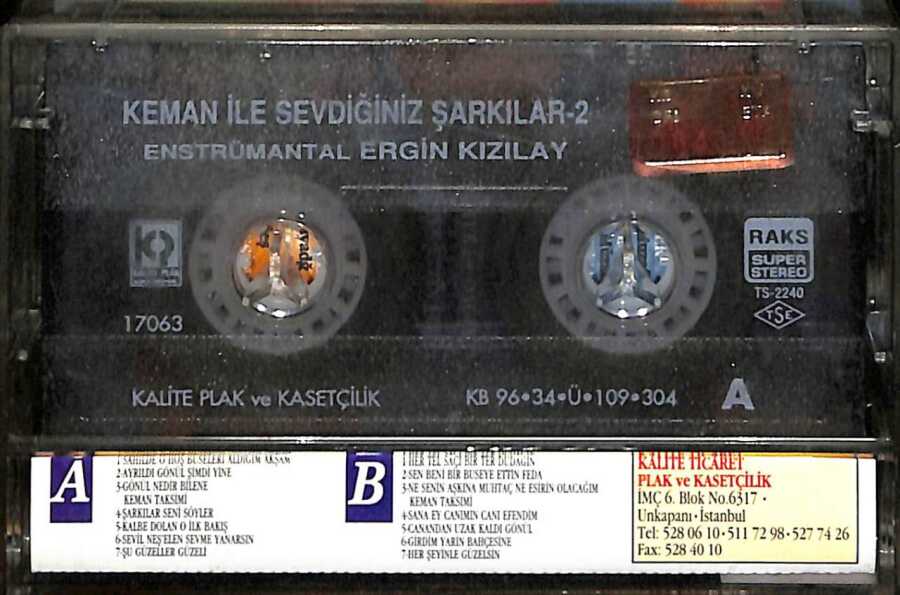 KEMAN İLE SEVDİĞİNİZ ŞARKILAR-2
ENSTRÜMANTAL ERGİN KIZILAY
RAKS
SUPER
STEREO
TS-2240
TSE
KALİTE PLAK
17063
KALİTE PLAK ve KASETÇİLİK
KB 96•34•Ü•109•304
A
A
1-SAHİLDE O HOŞ BUSELERİ ALDIĞIM AKŞAM
2-AYRILDI GÖNÜL ŞİMDİ YİNE
3-GÖNÜL NEDİR BİLENE
KEMAN TAKSİMİ
4-ŞARKILAR SENİ SÖYLER
5-KALBE DOLAN O İLK BAKIŞ
6-SEVİL NEŞ'ELEN SEVME YANARSIN
7-ŞU GÜZELLER GÜZELİ
B
1-HER TEL SAÇI BİR TER DUDAĞIN
2-SEN BENİ BİR BUSEYE ETTİN FEDA
3-NE SENİN AŞKINA MUHTAÇ NE ESİRİN OLACAĞIM
KEMAN TAKSİMİ
4-SANA EY CANIMIN CANI EFENDİM
5-CANANDAN UZAK KALDI GÖNÜL
6-GİRDİM YARİN BAHÇESİNE
7-HER ŞEYİNLE GÜZELSİN
KALİTE TİCARET
PLAK ve KASETÇİLİK
İMÇ 6. Blok No.6317 •
Unkapanı • İstanbul
Tel: 528 06 10 • 511 72 98 • 527 74 26
Fax: 528 40 10